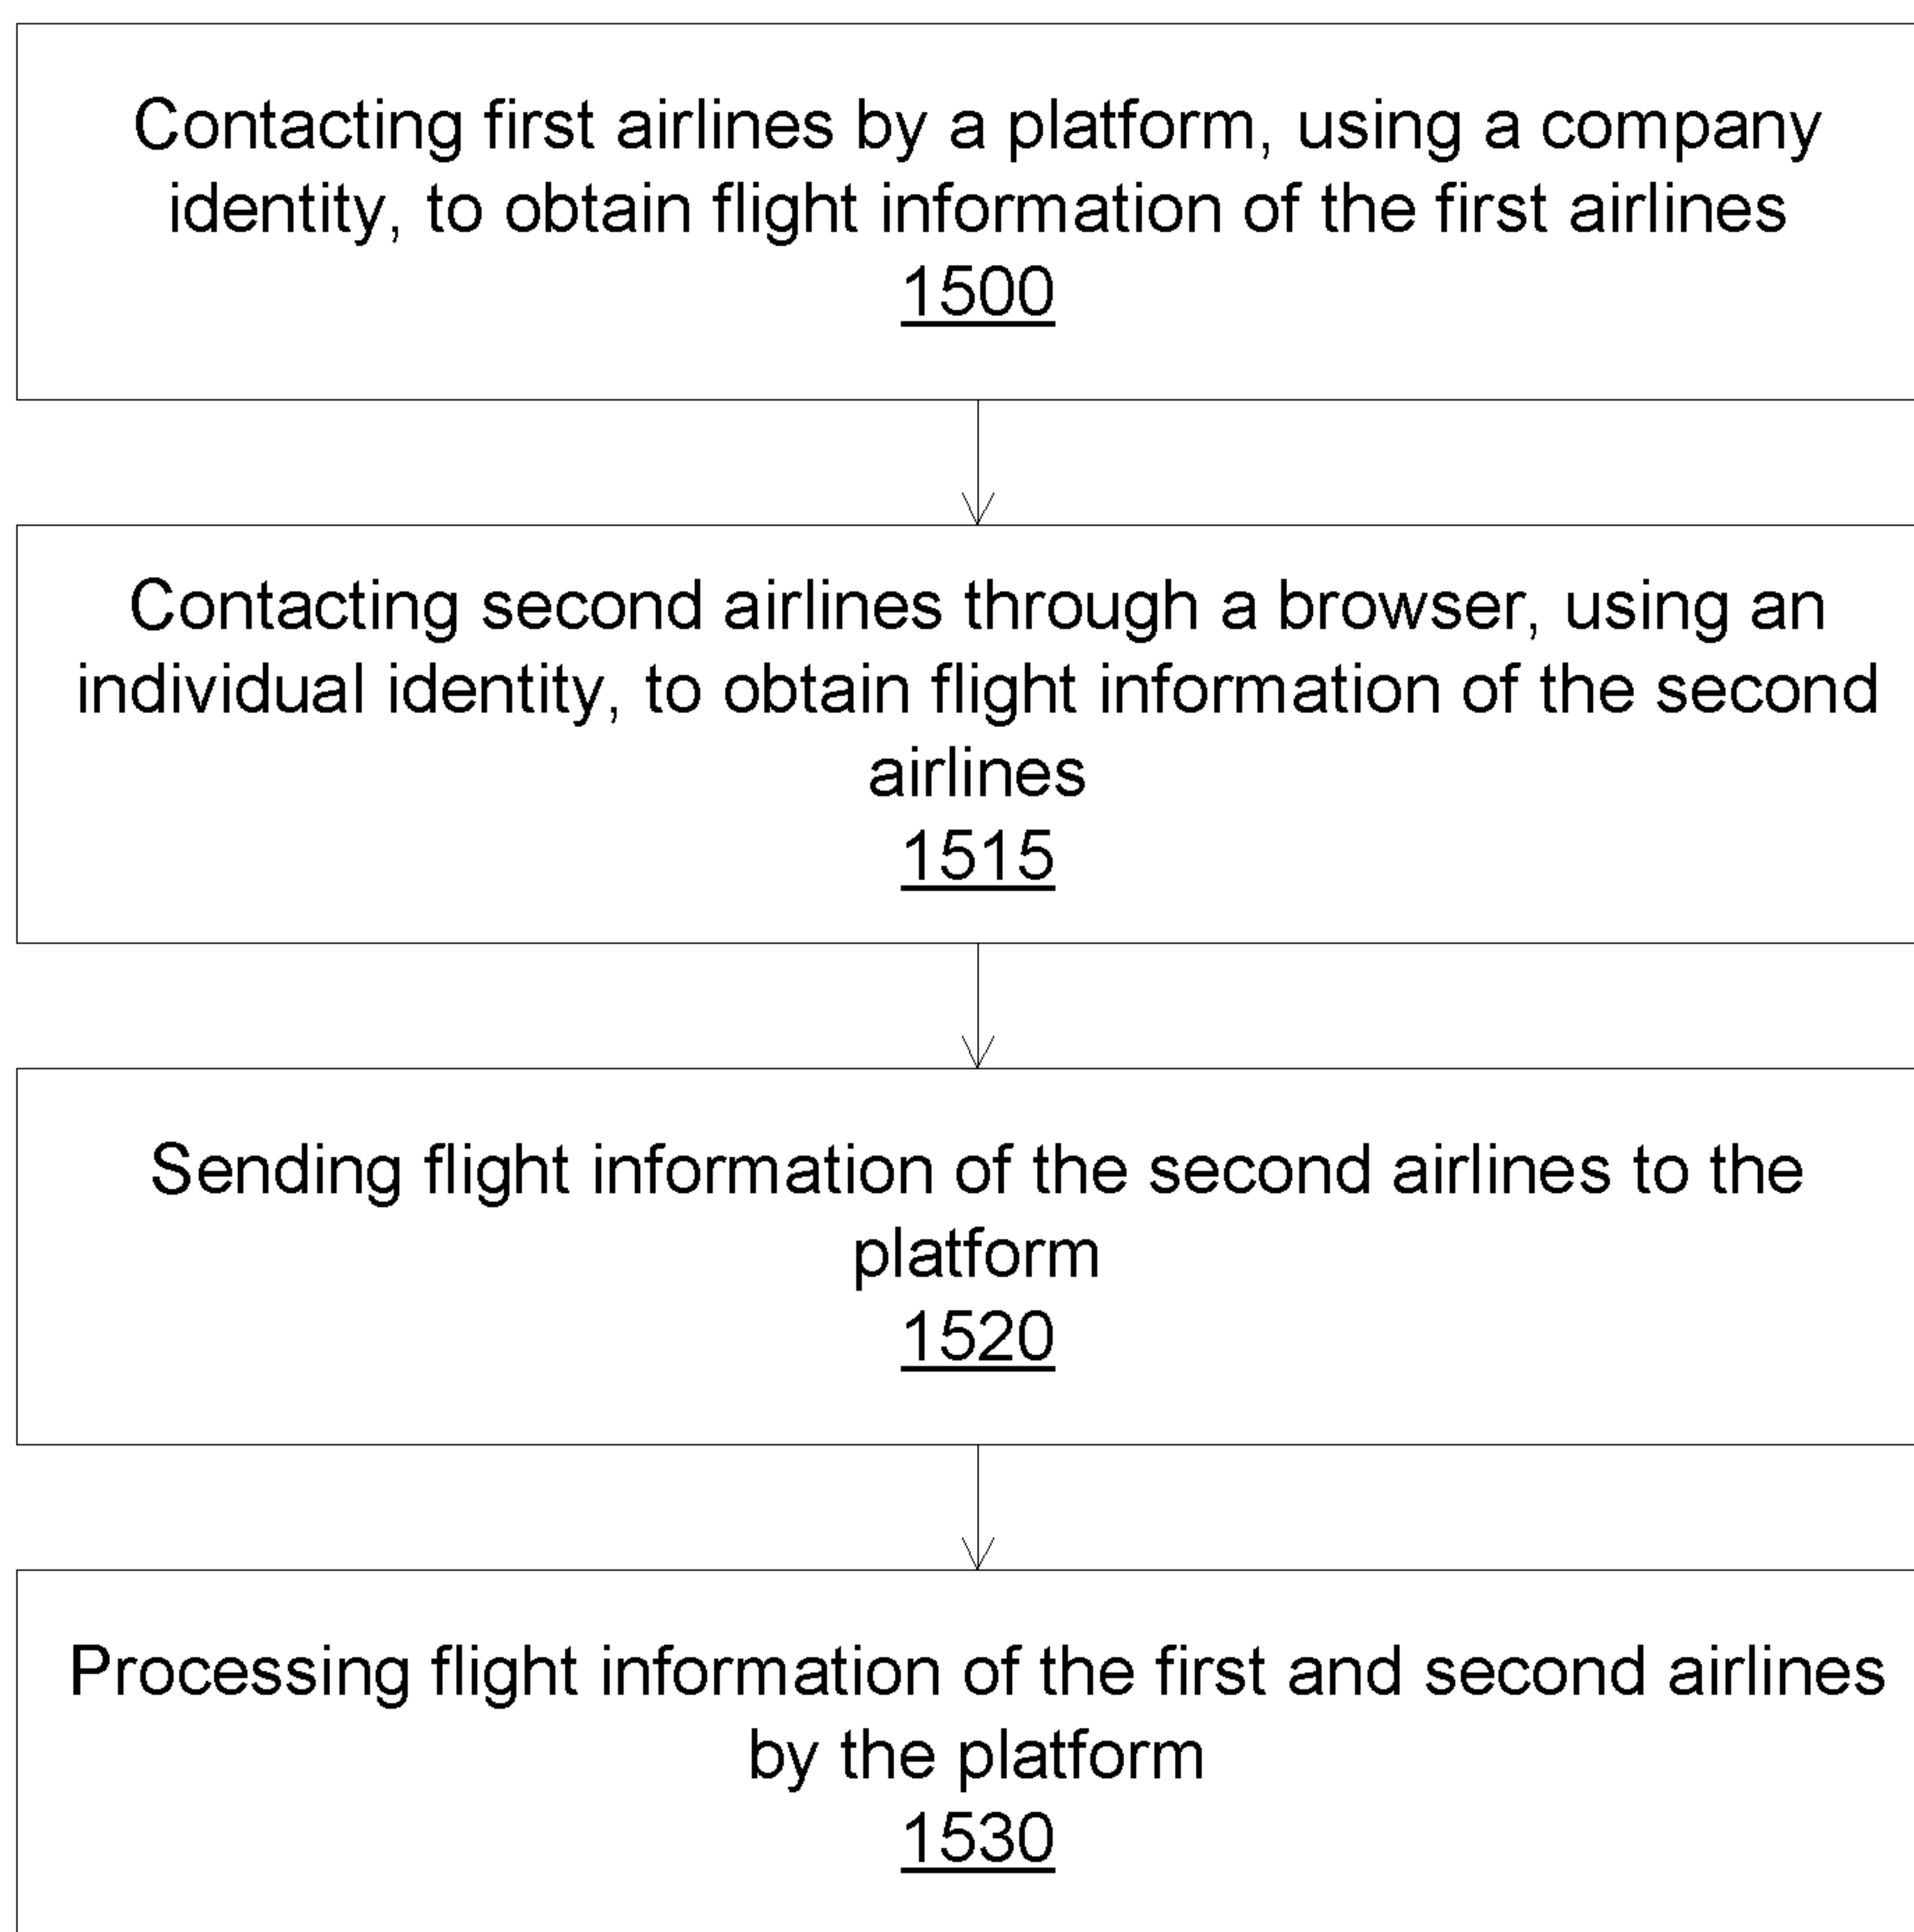 Contacting first airlines by a platform, using a company
identity, to obtain flight information of the first airlines
1500
Contacting second airlines through a browser, using an
individual identity, to obtain flight information of the second
airlines
1515
Sending flight information of the second airlines to the
platform
1520
Processing flight information of the first and second airlines
by the platform
1530